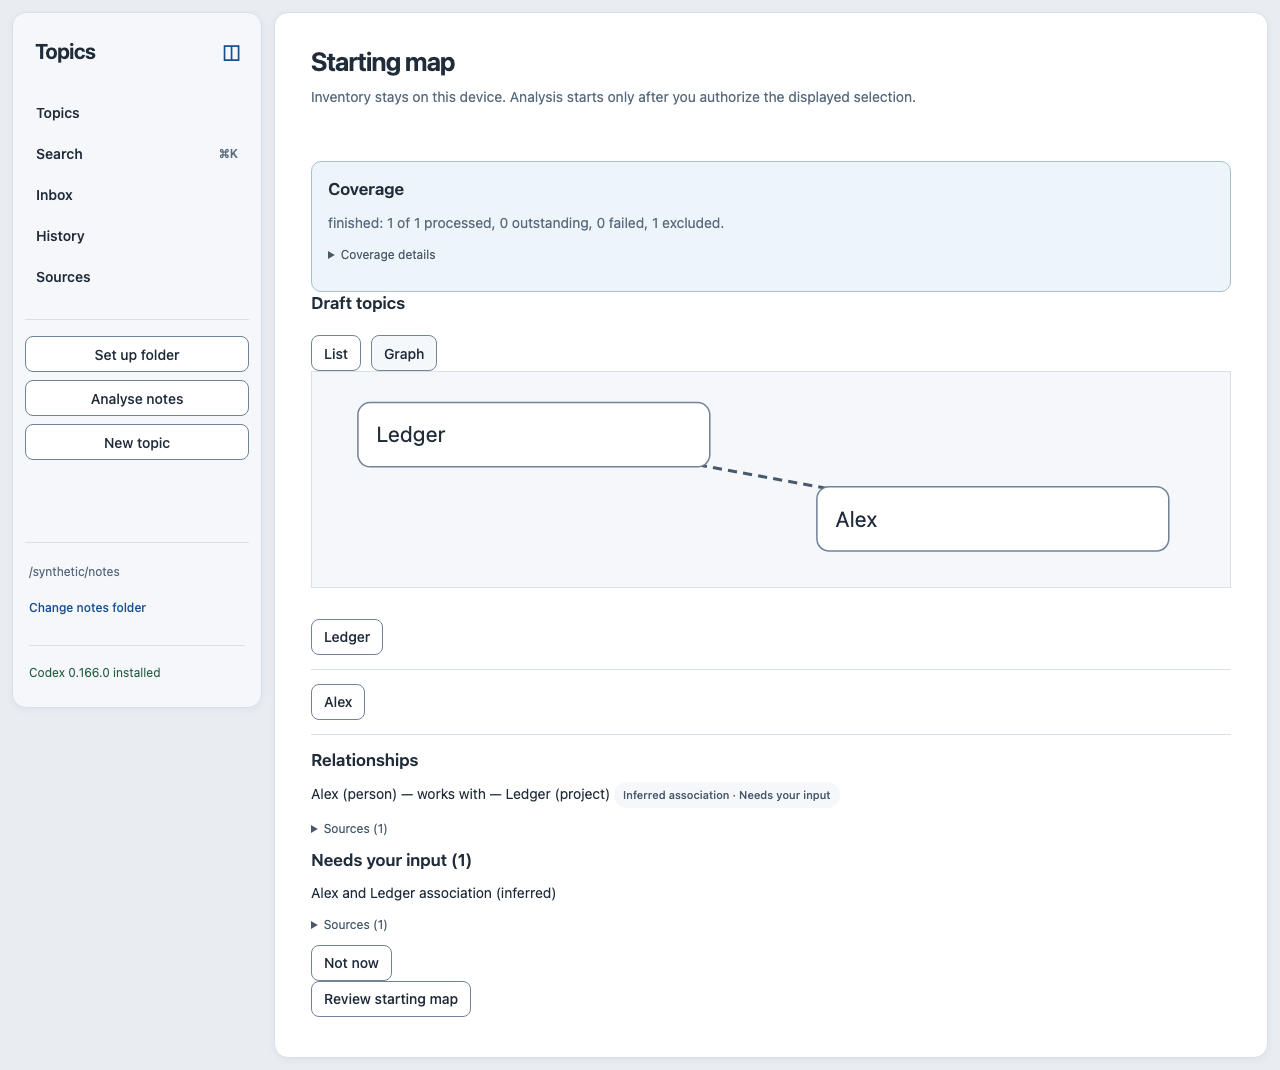 Topics
Topics
Search ⌘K
Inbox
History
Sources
Set up folder
Analyse notes
New topic
/synthetic/notes
Change notes folder
Codex 0.166.0 installed
Starting map
Inventory stays on this device. Analysis starts only after you authorize the displayed selection.
Coverage
finished: 1 of 1 processed, 0 outstanding, 0 failed, 1 excluded.
Coverage details
Draft topics
List Graph
Ledger
Alex
Ledger
Alex
Relationships
Alex (person) — works with — Ledger (project) Inferred association · Needs your input
Sources (1)
Needs your input (1)
Alex and Ledger association (inferred)
Sources (1)
Not now
Review starting map